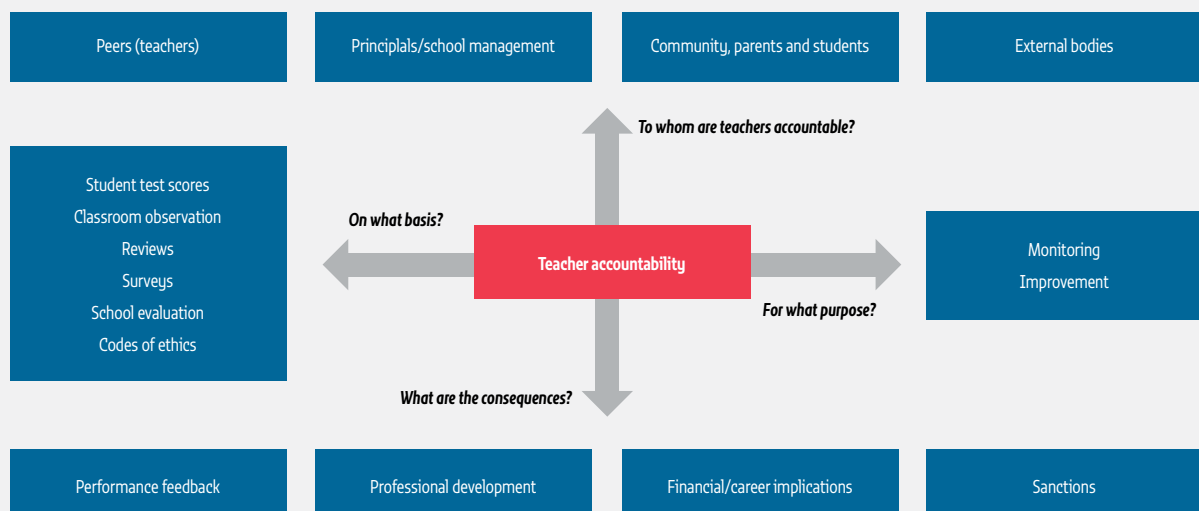 Peers (teachers)
Principlals/school management
Community, parents and students
External bodies
To whom are teachers accountable?
Student test scores
Classroom observation
Reviews
Surveys
School evaluation
Codes of ethics
On what basis?
Teacher accountability
Monitoring
Improvement
For what purpose?
What are the consequences?
Performance feedback
Professional development
Financial/career implications
Sanctions